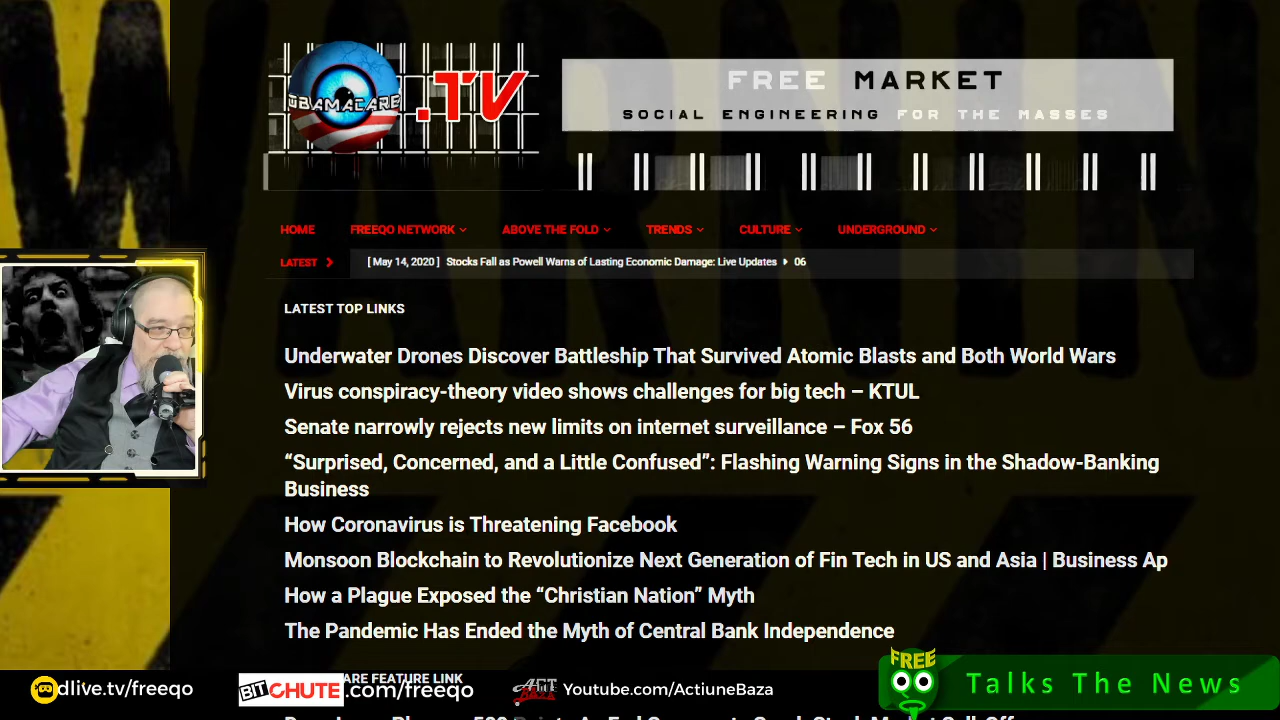 WARNIN
OBAMACARE
.TV
FREE MARKET
SOCIAL ENGINEERING FOR THE MASSES
HOME FREEQO NETWORK ABOVE THE FOLD TRENDS CULTURE UNDERGROUND
LATEST [ May 14, 2020 ] Stocks Fall as Powell Warns of Lasting Economic Damage: Live Updates 06
LATEST TOP LINKS
Underwater Drones Discover Battleship That Survived Atomic Blasts and Both World Wars
Virus conspiracy-theory video shows challenges for big tech – KTUL
Senate narrowly rejects new limits on internet surveillance – Fox 56
“Surprised, Concerned, and a Little Confused”: Flashing Warning Signs in the Shadow-Banking
Business
How Coronavirus is Threatening Facebook
Monsoon Blockchain to Revolutionize Next Generation of Fin Tech in US and Asia | Business Ap
How a Plague Exposed the “Christian Nation” Myth
The Pandemic Has Ended the Myth of Central Bank Independence
ARE FEATURE LINK
dlive.tv/freeqo
BITCHUTE.com/freeqo
Youtube.com/ActiuneBaza
FREE
Talks The News